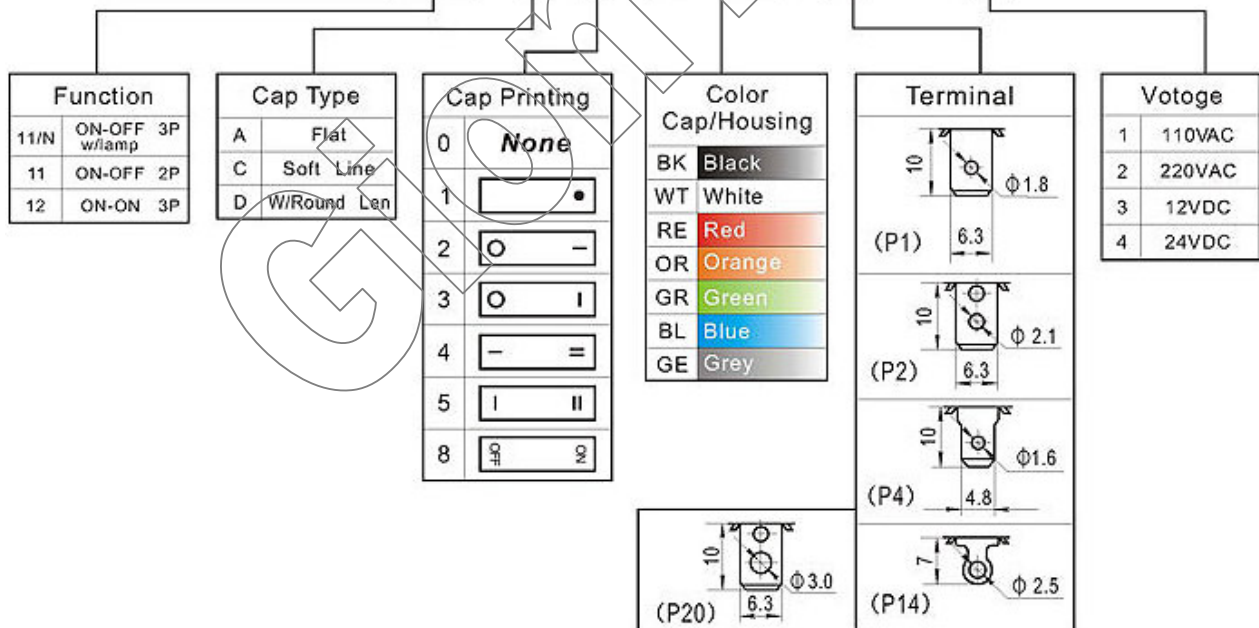 Function
11/N ON-OFF 3P
w/lamp
11 ON-OFF 2P
12 ON-ON 3P
Cap Type
A Flat
C Soft Line
D W/Round Len
Cap Printing
0 None
1 •
2 O –
3 O I
4 – =
5 I II
8 OFF ON
Color
Cap/Housing
BK Black
WT White
RE Red
OR Orange
GR Green
BL Blue
GE Grey
Terminal
10
Φ1.8
(P1) 6.3
10
Φ 2.1
(P2) 6.3
10
Φ1.6
(P4) 4.8
7
Φ 2.5
(P14)
10
Φ3.0
(P20) 6.3
Votoge
1 110VAC
2 220VAC
3 12VDC
4 24VDC